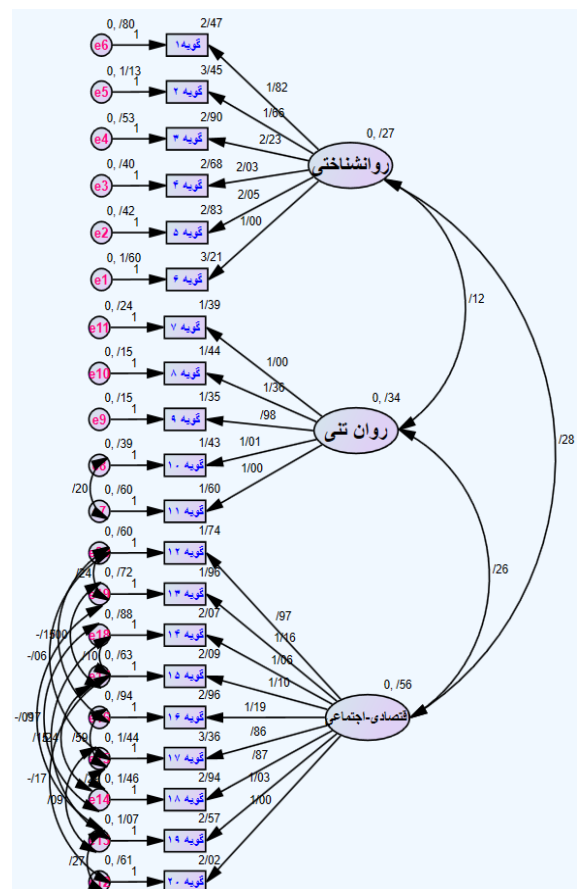 0, /80
2/47
e6
1
گویه۱
0, 1/13
3/45
1/82
e5
1
گویه ۲
1/66
0, /53
2/90
2/23
0, /27
e4
1
گویه ۳
روانشناختی
0, /40
2/68
2/03
e3
1
گویه ۴
0, /42
2/83
2/05
e2
1
گویه ۵
1/00
0, 1/60
3/21
e1
1
گویه ۶
0, /24
1/39
/12
e11
1
گویه ۷
0, /15
1/44
1/00
e10
1
گویه ۸
1/36
0, /15
1/35
0, /34
e9
1
گویه ۹
/98
روان تنی
0, /39
1/43
1/01
/28
1
گویه ۱۰
/20
0, /60
1/60
1/00
1
گویه ۱۱
0, /60
1/74
1
گویه ۱۲
/24
0, /72
1/96
/26
1
گویه ۱۳
/97
0, /88
2/07
1/16
-/06
e18
1
گویه ۱۴
1/06
/10
0, /63
2/09
0, /56
1
گویه ۱۵
1/10
0, /94
2/96
1/19
1
گویه ۱۶
قتصادی-اجتماعی
/59
0, 1/44
3/36
/86
1
گویه ۱۷
-/17
0, 1/46
2/94
/87
e14
1
گویه ۱۸
/09
0, 1/07
2/57
1/03
1
گویه ۱۹
1/00
/27
0, /61
2/02
1
گویه ۲۰